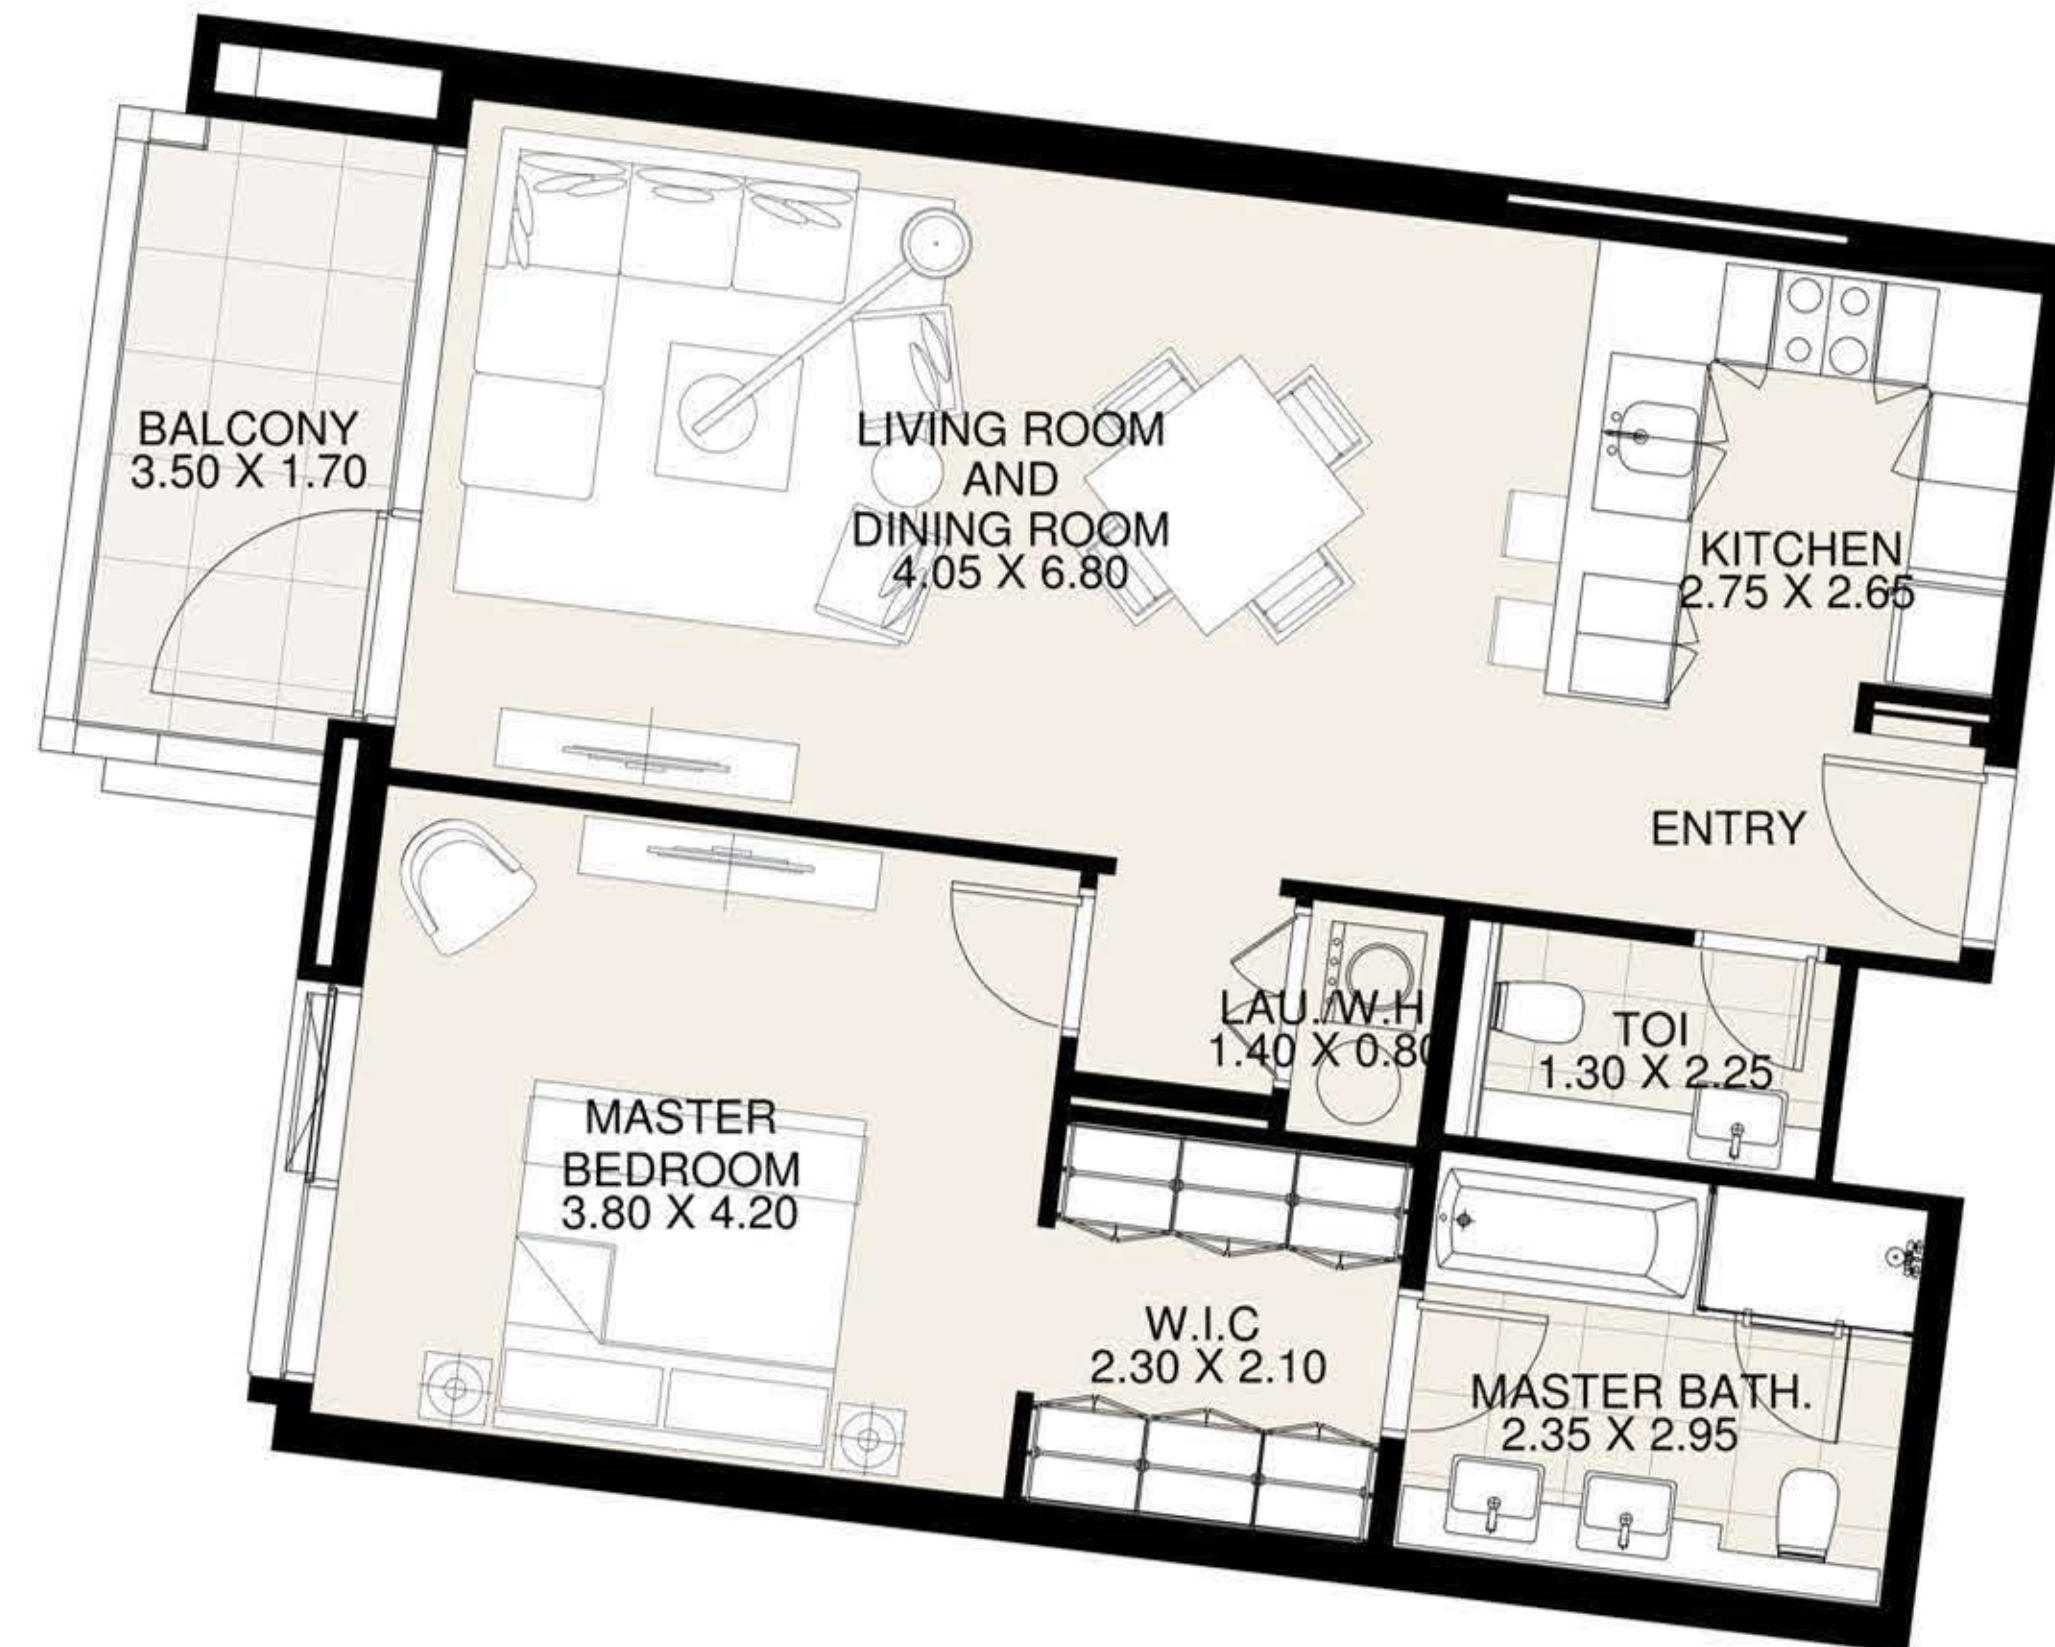 BALCONY
3.50 X 1.70
LIVING ROOM
AND
DINING ROOM
4.05 X 6.80
KITCHEN
2.75 X 2.65
ENTRY
LAU./W.H
1.40 X 0.80
TOI
1.30 X 2.25
MASTER
BEDROOM
3.80 X 4.20
W.I.C
2.30 X 2.10
MASTER BATH.
2.35 X 2.95